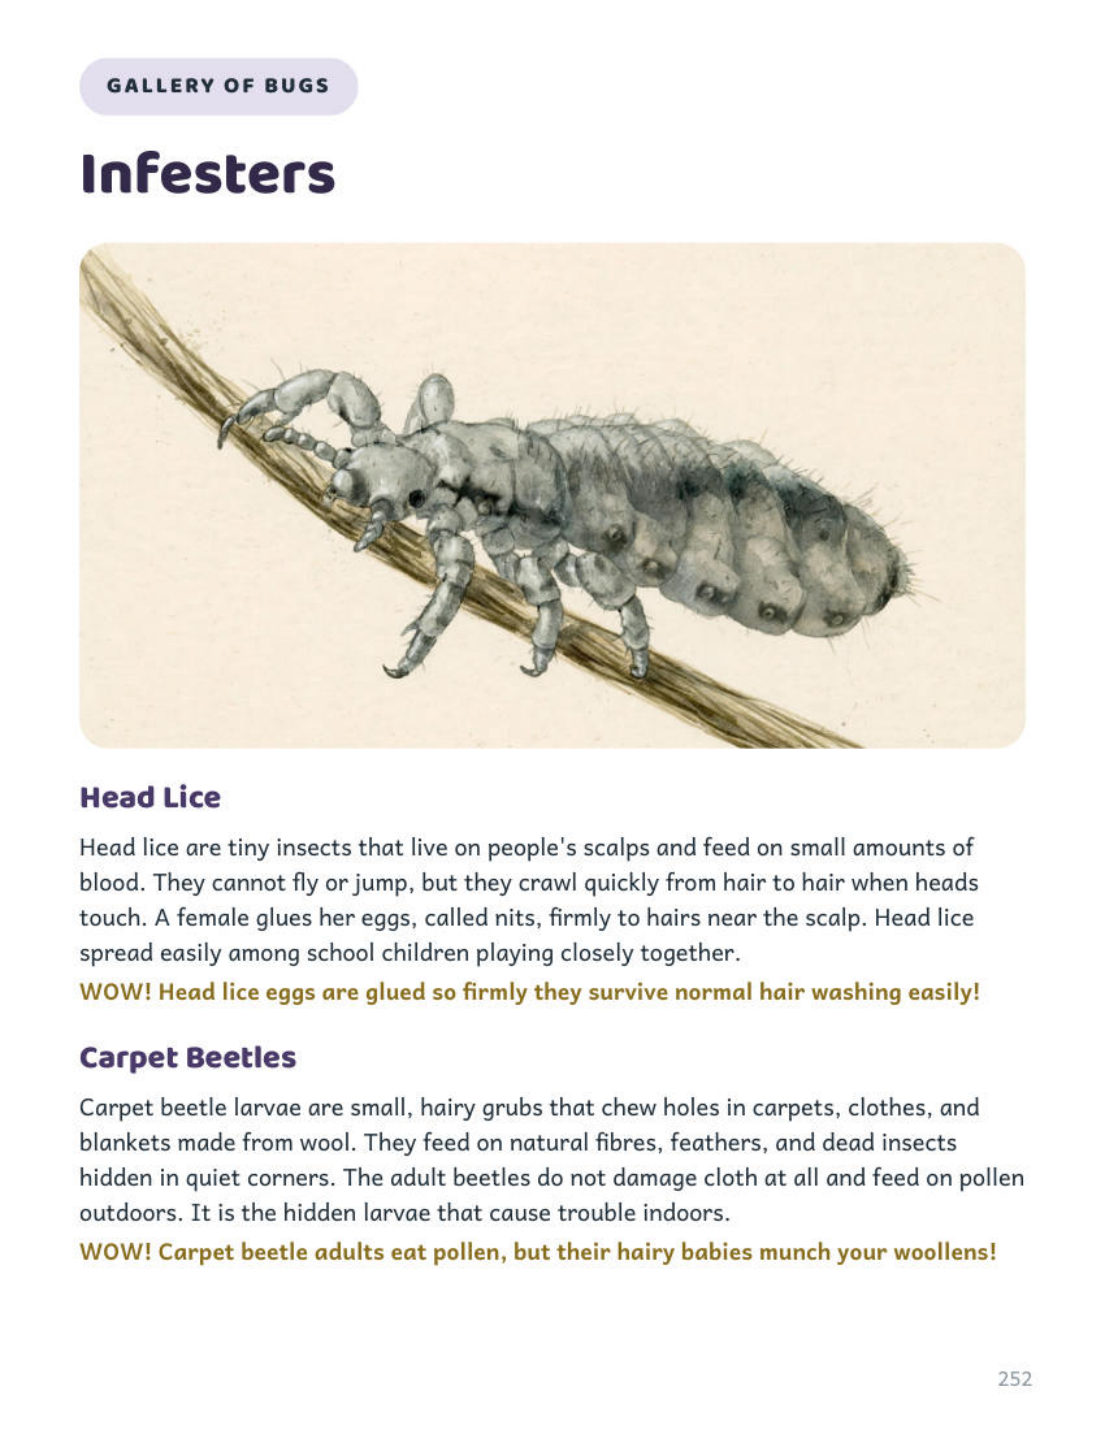 GALLERY OF BUGS
Infesters
Head Lice
Head lice are tiny insects that live on people's scalps and feed on small amounts of
blood. They cannot fly or jump, but they crawl quickly from hair to hair when heads
touch. A female glues her eggs, called nits, firmly to hairs near the scalp. Head lice
spread easily among school children playing closely together.
WOW! Head lice eggs are glued so firmly they survive normal hair washing easily!
Carpet Beetles
Carpet beetle larvae are small, hairy grubs that chew holes in carpets, clothes, and
blankets made from wool. They feed on natural fibres, feathers, and dead insects
hidden in quiet corners. The adult beetles do not damage cloth at all and feed on pollen
outdoors. It is the hidden larvae that cause trouble indoors.
WOW! Carpet beetle adults eat pollen, but their hairy babies munch your woollens!
252